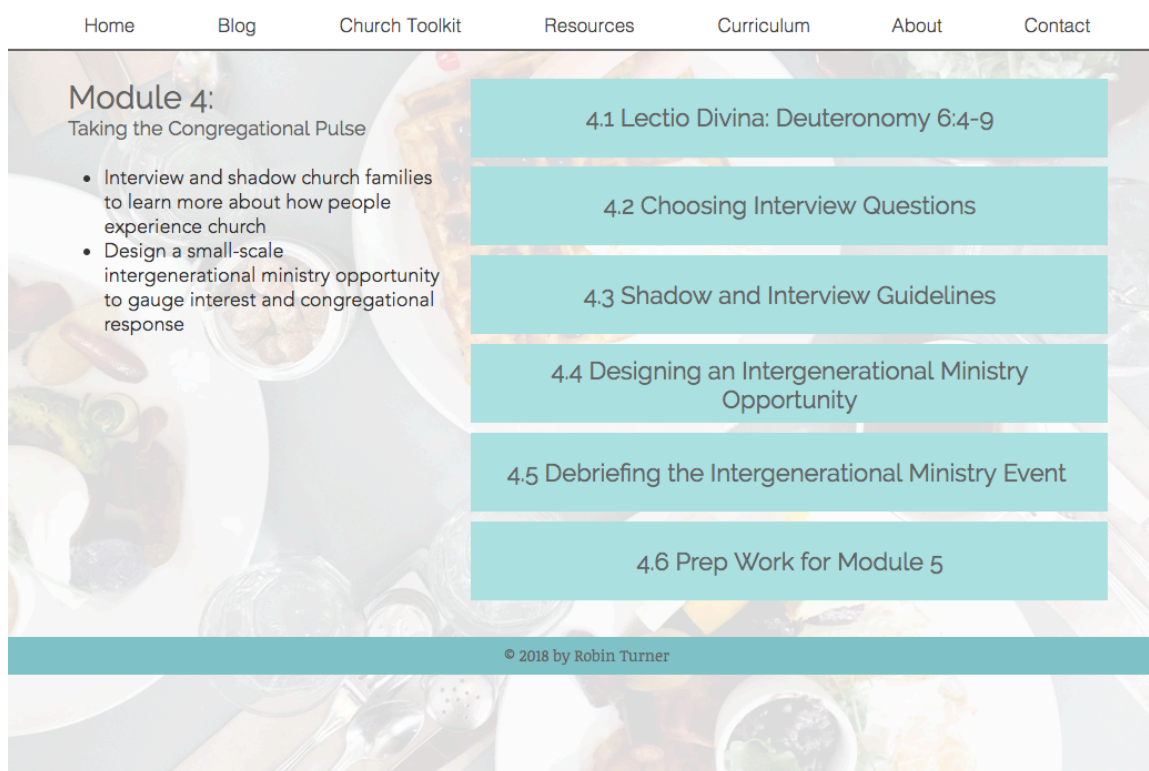 Home Blog Church Toolkit Resources Curriculum About Contact
Module 4:
Taking the Congregational Pulse
• Interview and shadow church families
to learn more about how people
experience church
• Design a small-scale
intergenerational ministry opportunity
to gauge interest and congregational
response
4.1 Lectio Divina: Deuteronomy 6:4-9
4.2 Choosing Interview Questions
4.3 Shadow and Interview Guidelines
4.4 Designing an Intergenerational Ministry
Opportunity
4.5 Debriefing the Intergenerational Ministry Event
4.6 Prep Work for Module 5
© 2018 by Robin Turner